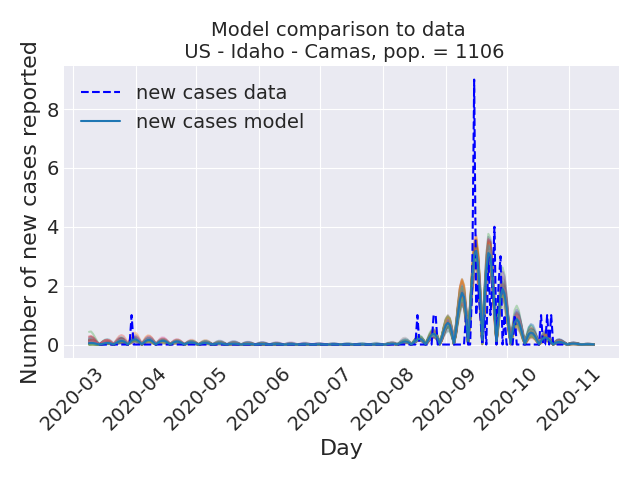 Model comparison to data
US - Idaho - Camas, pop. = 1106
new cases data
new cases model
Number of new cases reported
8
6
4
2
0
2020-03
2020-04
2020-05
2020-06
2020-07
2020-08
2020-09
2020-10
2020-11
Day